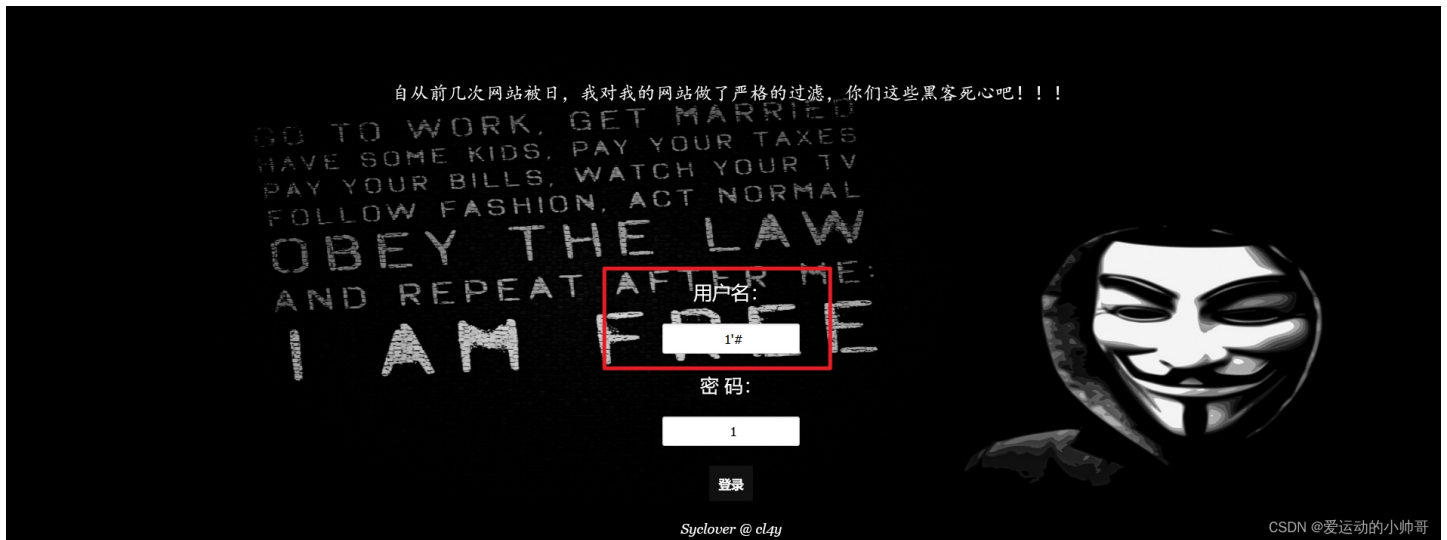 自从前几次网站被日，我对我的网站做了严格的过滤，你们这些黑客死心吧！！！
GO TO WORK, GET MARRIED
HAVE SOME KIDS, PAY YOUR TAXES
PAY YOUR BILLS, WATCH YOUR TV
FOLLOW FASHION, ACT NORMAL
OBEY THE LAW
AND REPEAT AFTER ME:
I AM FREE
用户名：
1'#
密 码：
1
登录
Syclover @ cl4y
CSDN @爱运动的小帅哥